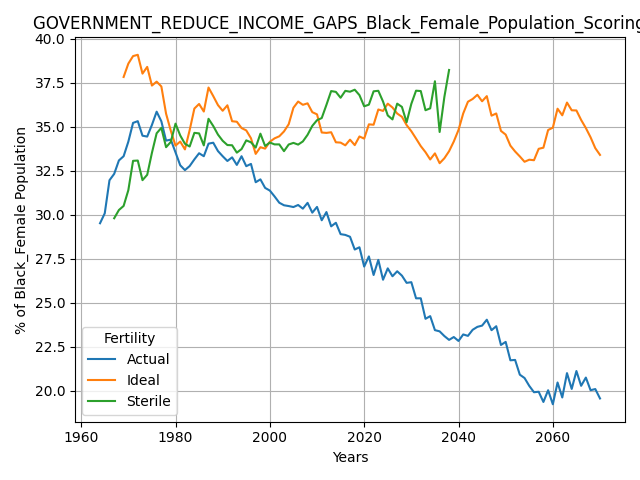 GOVERNMENT_REDUCE_INCOME_GAPS_Black_Female_Population_Scoring
40.0
37.5
35.0
32.5
30.0
27.5
25.0
22.5
20.0
% of Black_Female Population
Fertility
Actual
Ideal
Sterile
1960 1980 2000 2020 2040 2060
Years